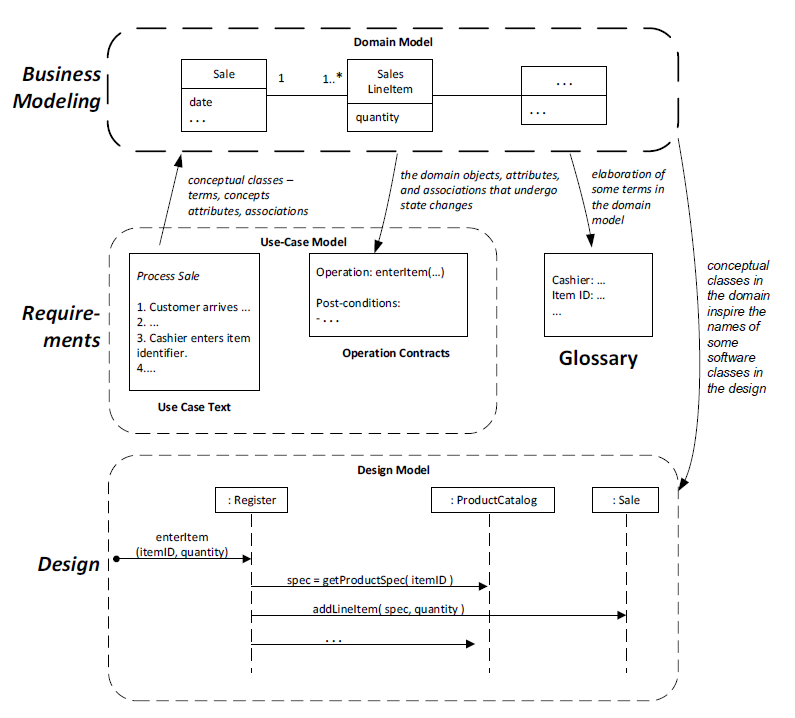 Domain Model
Business
Modeling
Sale
1
1..*
Sales
LineItem
. . .
date
. . .
quantity
. . .
conceptual classes –
terms, concepts
attributes, associations
the domain objects, attributes,
and associations that undergo
state changes
elaboration of
some terms in
the domain
model
conceptual
classes in
the domain
inspire the
names of
some
software
classes in
the design
Use-Case Model
Require-
ments
Process Sale
1. Customer arrives ...
2. ...
3. Cashier enters item
identifier.
4....
Use Case Text
Operation: enterItem(…)
Post-conditions:
- . . .
Operation Contracts
Cashier: …
Item ID: …
...
Glossary
Design Model
Design
: Register
: ProductCatalog
: Sale
enterItem
(itemID, quantity)
spec = getProductSpec( itemID )
addLineItem( spec, quantity )
. . .